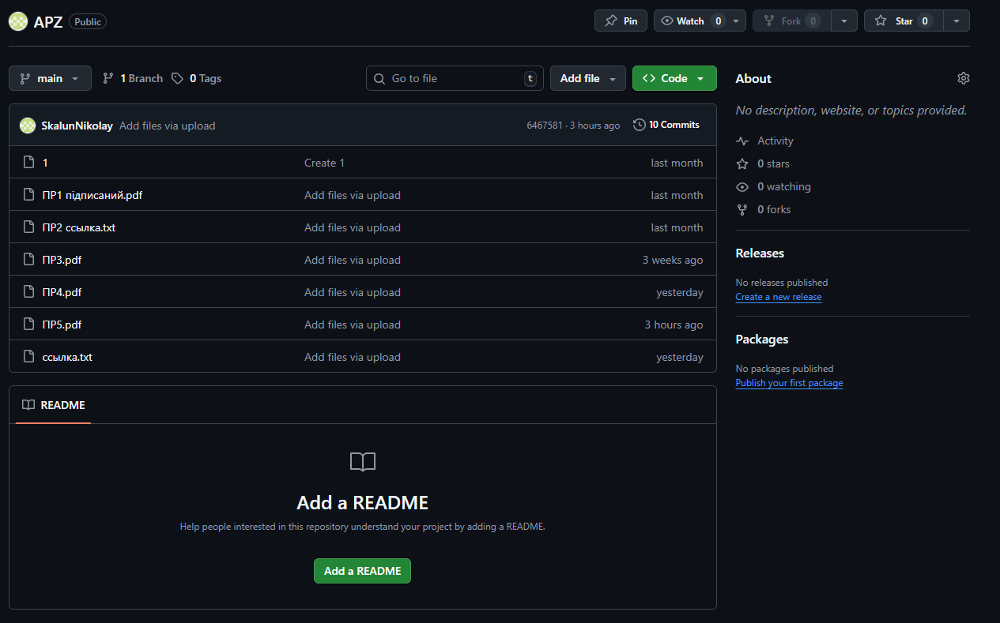 APZ Public Pin Watch 0 Fork 0 Star 0
main 1 Branch 0 Tags Go to file t Add file Code
SkalunNikolay Add files via upload 6467581 · 3 hours ago 10 Commits
1 Create 1 last month
ПР1 підписаний.pdf Add files via upload last month
ПР2 ссылка.txt Add files via upload last month
ПР3.pdf Add files via upload 3 weeks ago
ПР4.pdf Add files via upload yesterday
ПР5.pdf Add files via upload 3 hours ago
ссылка.txt Add files via upload yesterday
README
Add a README
Help people interested in this repository understand your project by adding a README.
Add a README
About
No description, website, or topics provided.
Activity
0 stars
0 watching
0 forks
Releases
No releases published
Create a new release
Packages
No packages published
Publish your first package